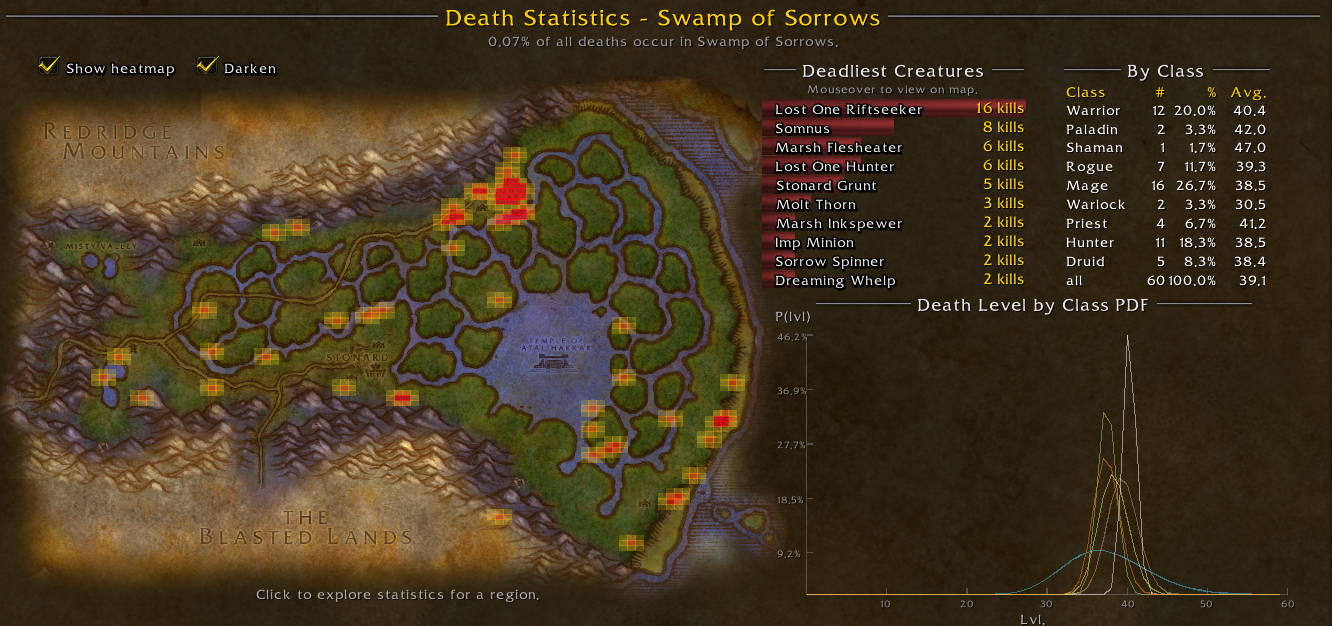 Death Statistics - Swamp of Sorrows
0,07% of all deaths occur in Swamp of Sorrows.
Show heatmap
Darken
REDRIDGE
MOUNTAINS
MISTY VALLEY
STONARD
TEMPLE OF
ATAL'HAKKAR
THE
BLASTED LANDS
Click to explore statistics for a region.
Deadliest Creatures
Mouseover to view on map.
Lost One Riftseeker 16 kills
Somnus 8 kills
Marsh Flesheater 6 kills
Lost One Hunter 6 kills
Stonard Grunt 5 kills
Molt Thorn 3 kills
Marsh Inkspewer 2 kills
Imp Minion 2 kills
Sorrow Spinner 2 kills
Dreaming Whelp 2 kills
By Class
Class # % Avg.
Warrior 12 20,0% 40,4
Paladin 2 3,3% 42,0
Shaman 1 1,7% 47,0
Rogue 7 11,7% 39,3
Mage 16 26,7% 38,5
Warlock 2 3,3% 30,5
Priest 4 6,7% 41,2
Hunter 11 18,3% 38,5
Druid 5 8,3% 38,4
all 60 100,0% 39,1
Death Level by Class PDF
P(lvl)
46,2%
36,9%
27,7%
18,5%
9,2%
10 20 30 40 50 60
Lvl.